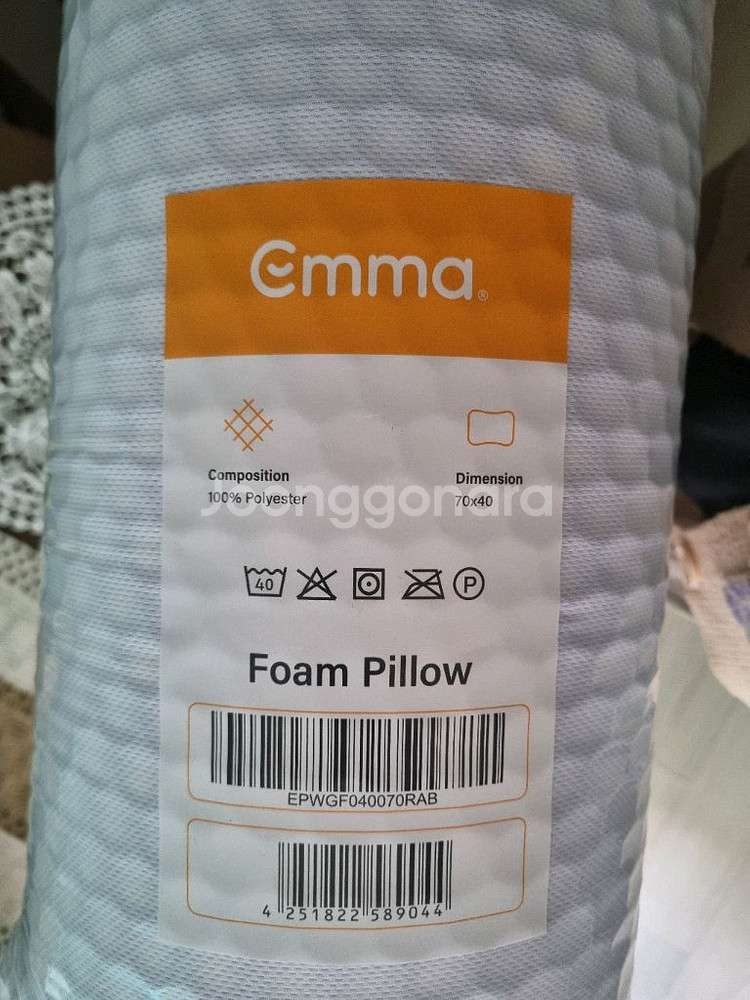 emma®
Composition
100% Polyester
Dimension
70x40
Joonggonara
40
P
Foam Pillow
EPWGF040070RAB
4 251822 589044